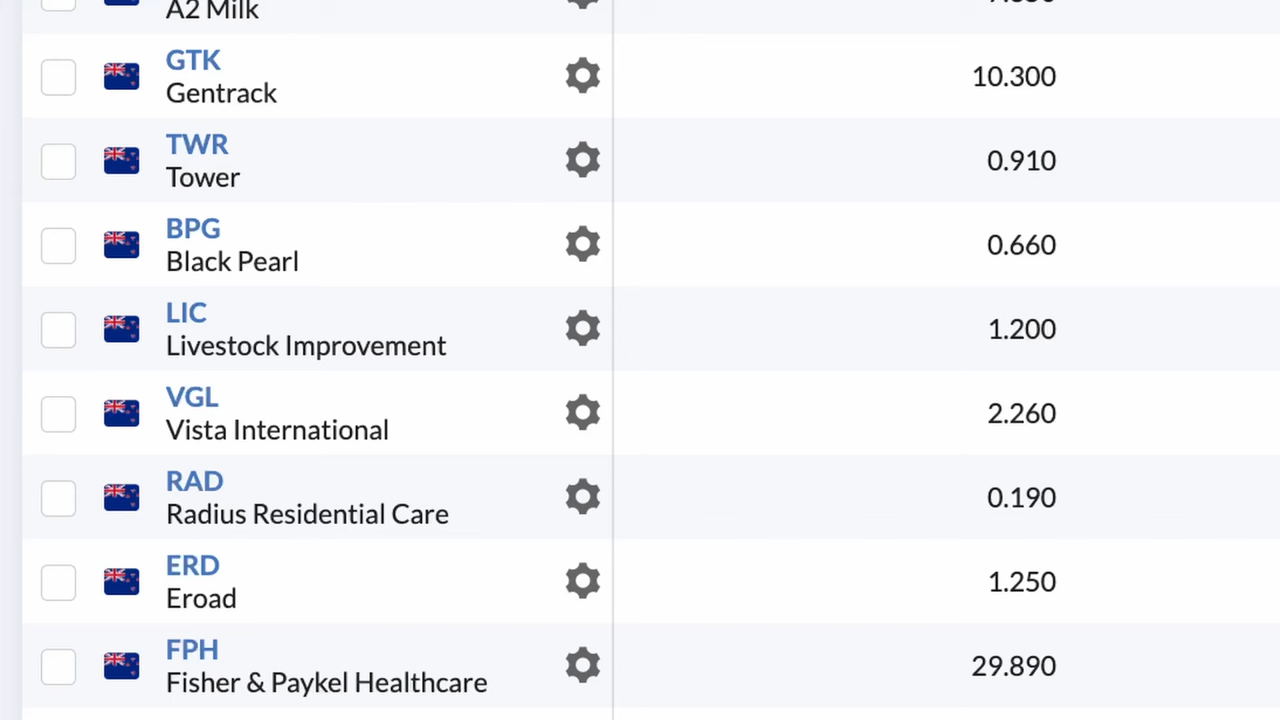 A2 Milk
GTK
Gentrack
10.300
TWR
Tower
0.910
BPG
Black Pearl
0.660
LIC
Livestock Improvement
1.200
VGL
Vista International
2.260
RAD
Radius Residential Care
0.190
ERD
Eroad
1.250
FPH
Fisher & Paykel Healthcare
29.890